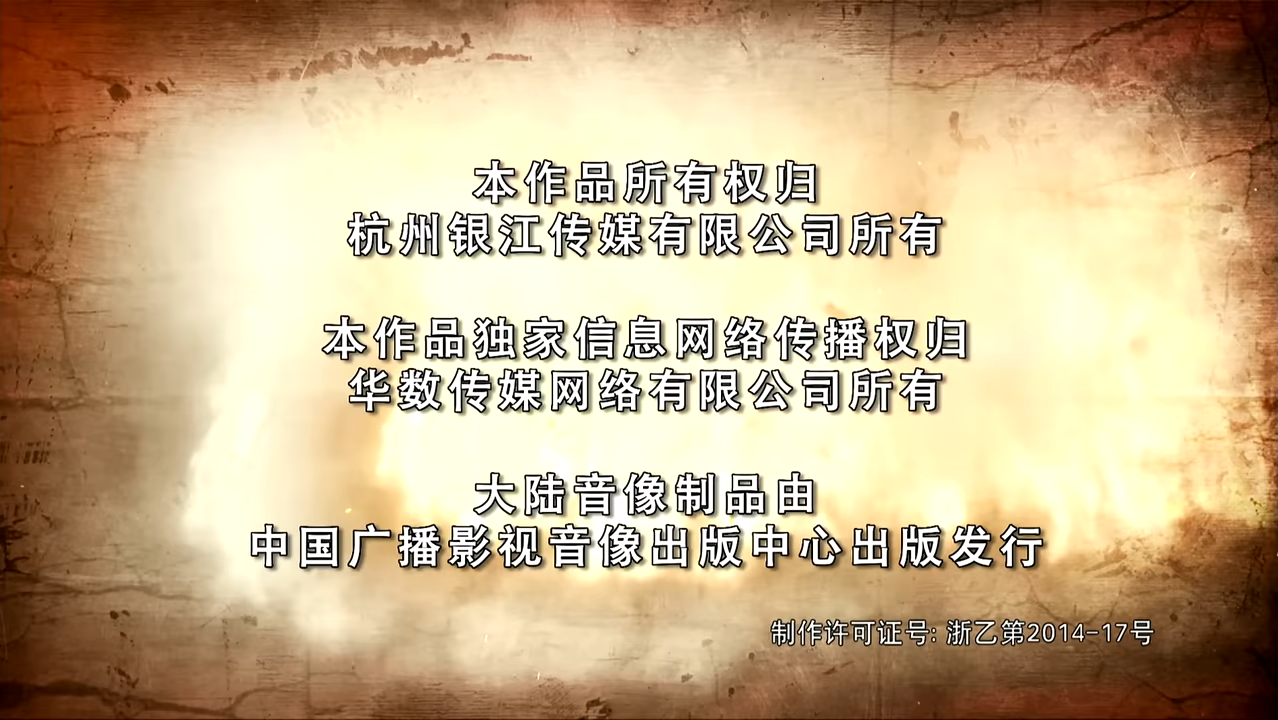 本作品所有权归
杭州银江传媒有限公司所有
本作品独家信息网络传播权归
华数传媒网络有限公司所有
大陆音像制品由
中国广播影视音像出版中心出版发行
制作许可证号: 浙乙第2014-17号